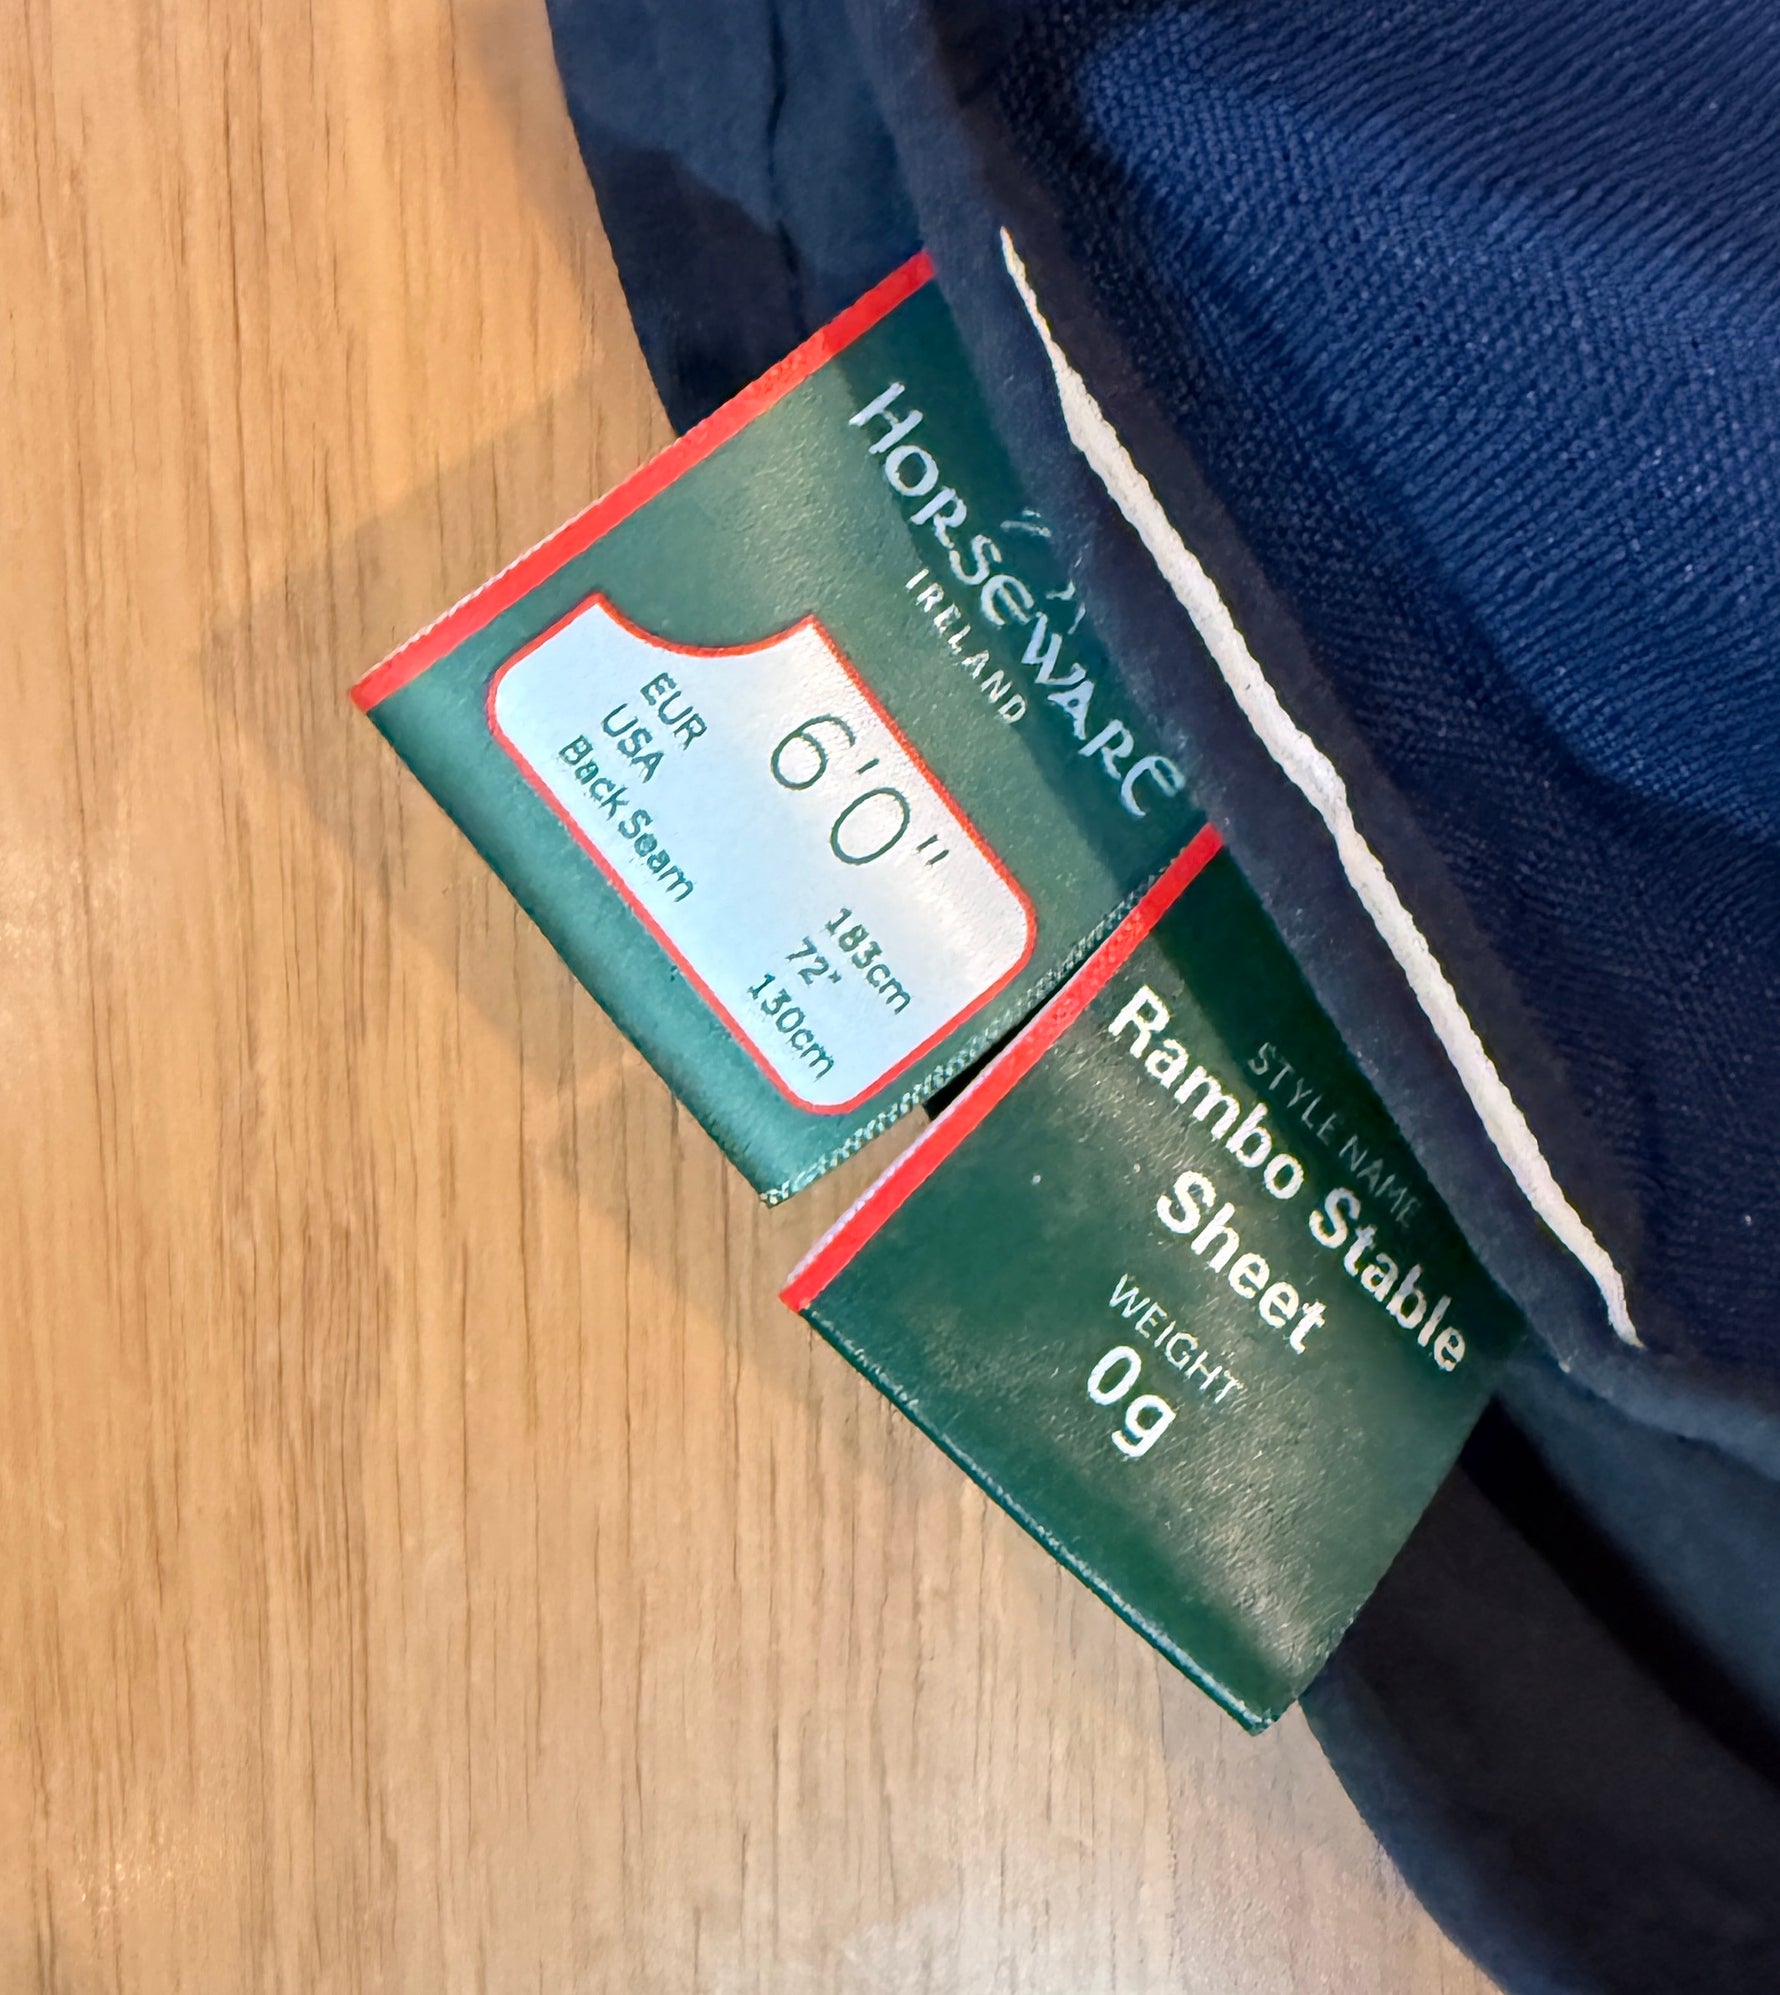 HORSEWARE
IRELAND
6'0"
EUR 183cm
USA 72"
Back Seam 130cm
STYLE NAME
Rambo Stable
Sheet
WEIGHT
0g